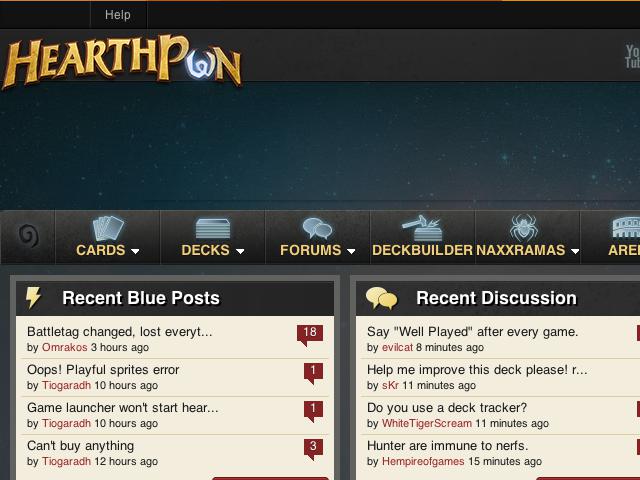 Help
HEARTHPWN
You
Tub
CARDS
DECKS
FORUMS
DECKBUILDER
NAXXRAMAS
ARE
Recent Blue Posts
Battletag changed, lost everyt...
18
by Omrakos 3 hours ago
Oops! Playful sprites error
1
by Tiogaradh 10 hours ago
Game launcher won't start hear...
1
by Tiogaradh 10 hours ago
Can't buy anything
3
by Tiogaradh 12 hours ago
Recent Discussion
Say "Well Played" after every game.
by evilcat 8 minutes ago
Help me improve this deck please! r...
by sKr 11 minutes ago
Do you use a deck tracker?
by WhiteTigerScream 11 minutes ago
Hunter are immune to nerfs.
by Hempireofgames 15 minutes ago